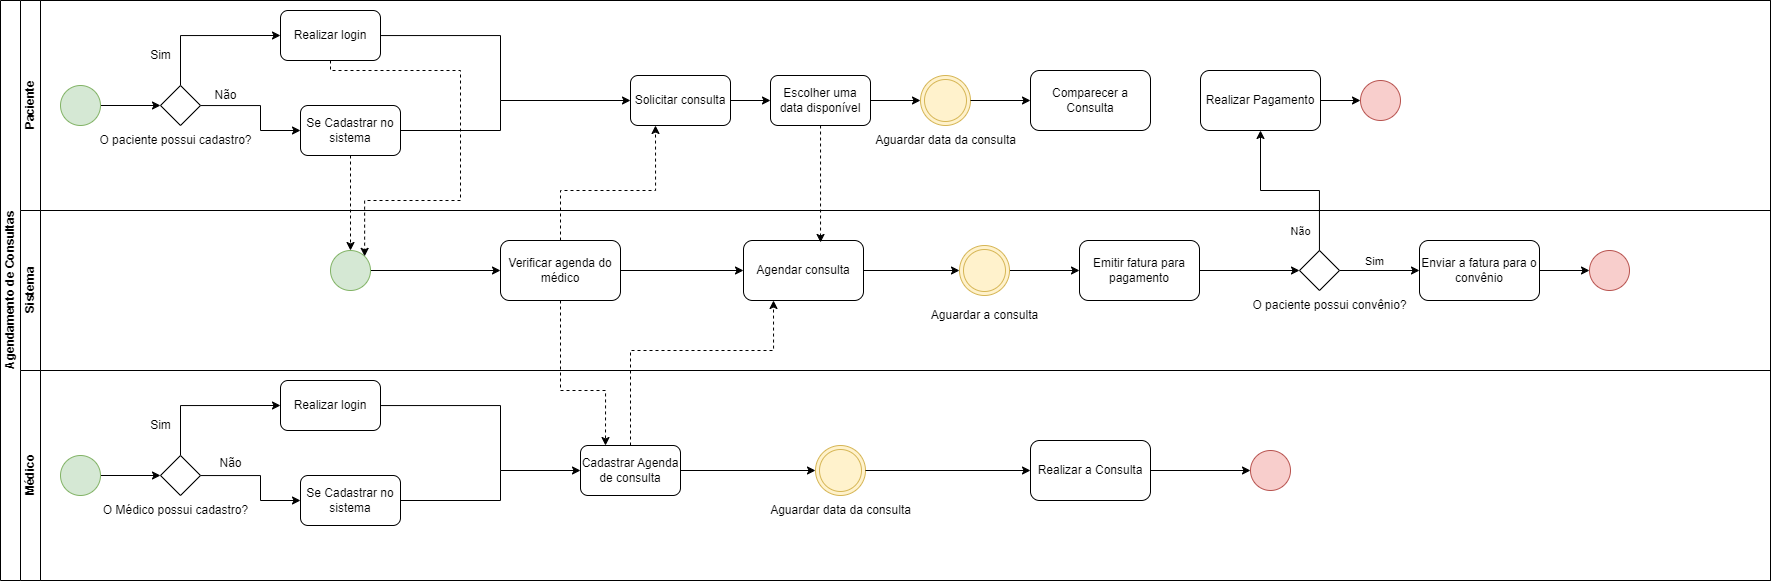 Agendamento de Consultas
Paciente
Sim
Realizar login
Não
O paciente possui cadastro?
Se Cadastrar no
sistema
Solicitar consulta
Escolher uma
data disponível
Aguardar data da consulta
Comparecer a
Consulta
Realizar Pagamento
Sistema
Verificar agenda do
médico
Agendar consulta
Aguardar a consulta
Emitir fatura para
pagamento
Não
Sim
O paciente possui convênio?
Enviar a fatura para o
convênio
Médico
Sim
Realizar login
Não
O Médico possui cadastro?
Se Cadastrar no
sistema
Cadastrar Agenda
de consulta
Aguardar data da consulta
Realizar a Consulta